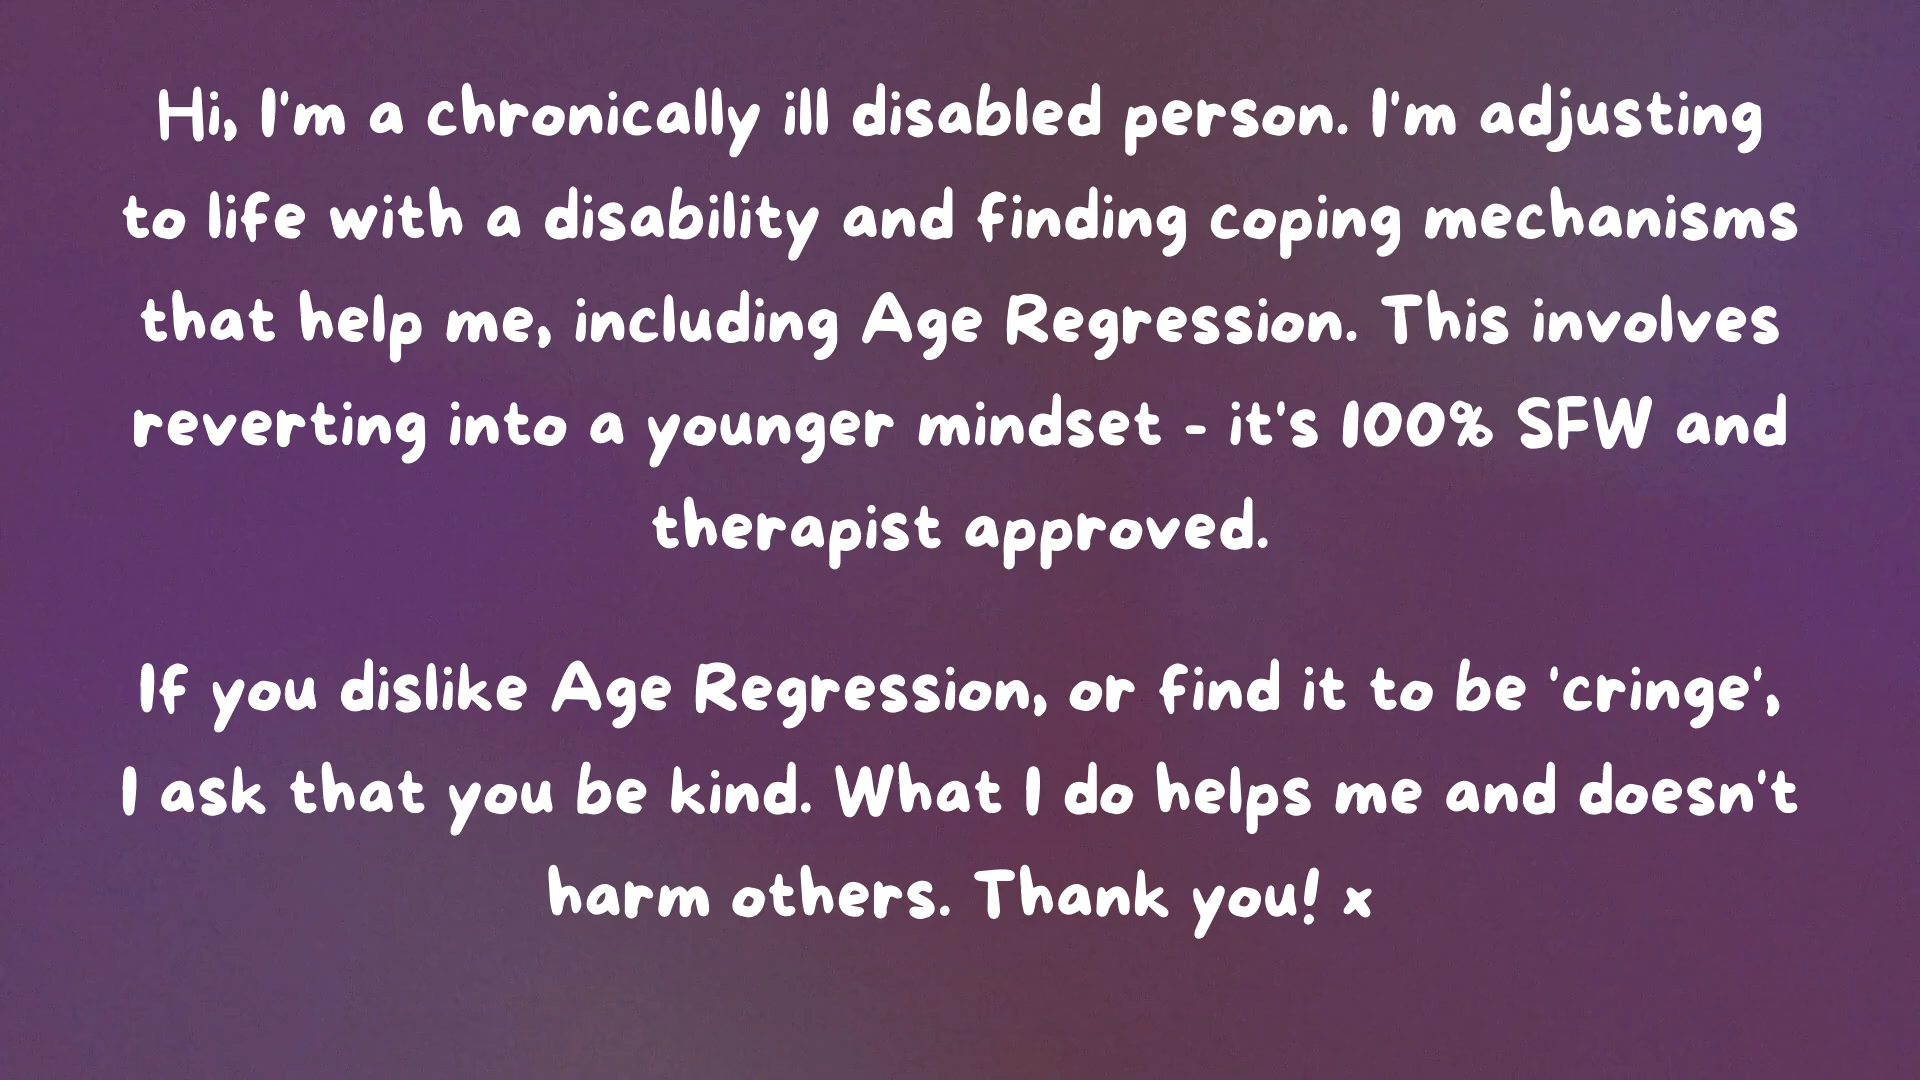 Hi, I'm a chronically ill disabled person. I'm adjusting
to life with a disability and finding coping mechanisms
that help me, including Age Regression. This involves
reverting into a younger mindset - it's 100% SFW and
therapist approved.
If you dislike Age Regression, or find it to be 'cringe',
I ask that you be kind. What I do helps me and doesn't
harm others. Thank you! x